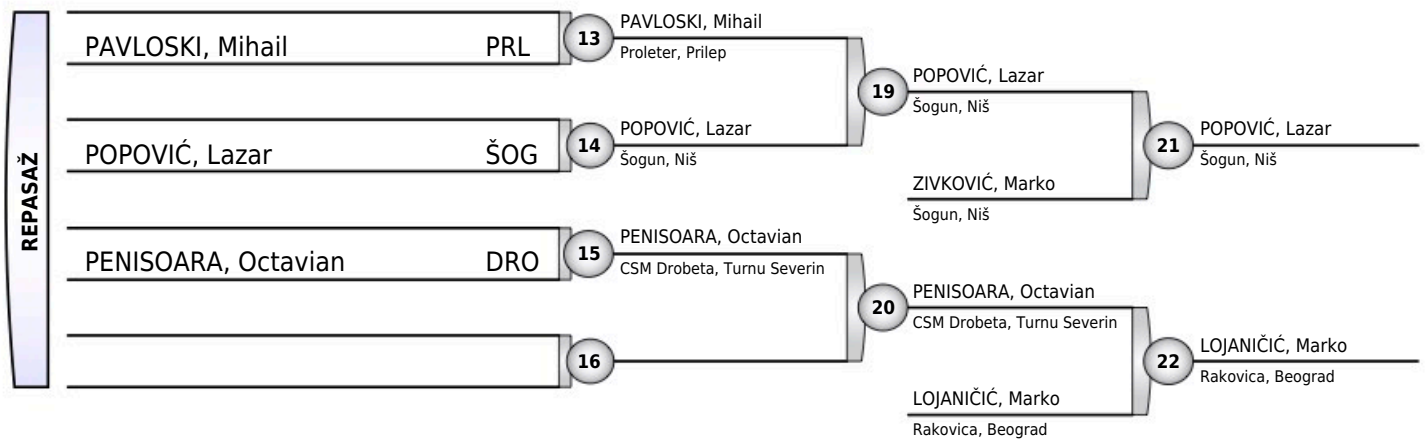 REPASAŽ
PAVLOSKI, Mihail PRL
13
PAVLOSKI, Mihail
Proleter, Prilep
19
POPOVIĆ, Lazar
Šogun, Niš
POPOVIĆ, Lazar ŠOG
14
POPOVIĆ, Lazar
Šogun, Niš
21
POPOVIĆ, Lazar
Šogun, Niš
ZIVKOVIĆ, Marko
Šogun, Niš
PENISOARA, Octavian DRO
15
PENISOARA, Octavian
CSM Drobeta, Turnu Severin
20
PENISOARA, Octavian
CSM Drobeta, Turnu Severin
16
22
LOJANIČIĆ, Marko
Rakovica, Beograd
LOJANIČIĆ, Marko
Rakovica, Beograd